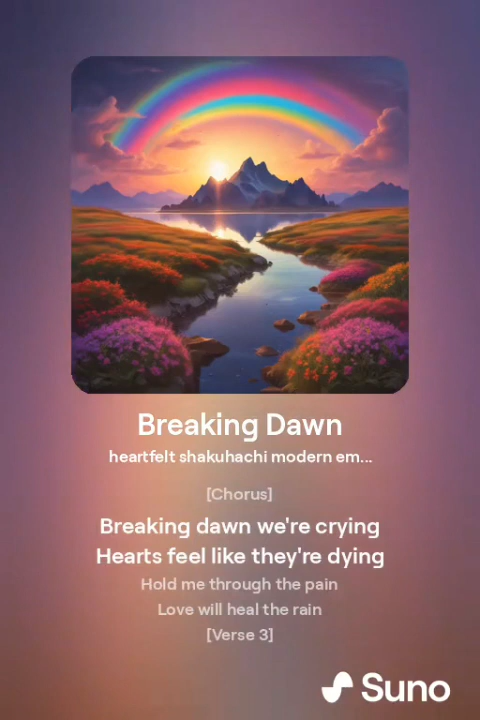 Breaking Dawn
heartfelt shakuhachi modern em...
[Chorus]
Breaking dawn we're crying
Hearts feel like they're dying
Hold me through the pain
Love will heal the rain
[Verse 3]
Suno